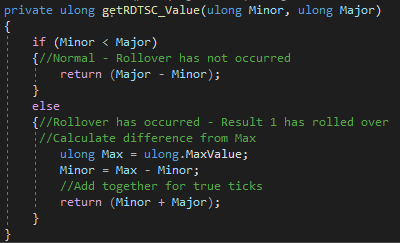 private ulong getRDTSC_Value(ulong Minor, ulong Major)
{
if (Minor < Major)
{//Normal - Rollover has not occurred
return (Major - Minor);
}
else
{//Rollover has occurred - Result 1 has rolled over
//Calculate difference from Max
ulong Max = ulong.MaxValue;
Minor = Max - Minor;
//Add together for true ticks
return (Minor + Major);
}
}